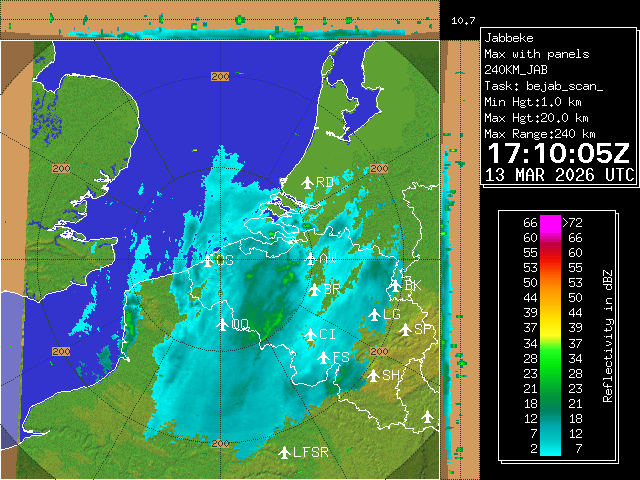 10.7
Jabbeke
Max with panels
240KM_JAB
Task: bejab_scan_
Min Hgt:1.0 km
Max Hgt:20.0 km
Max Range:240 km
17:10:05Z
13 MAR 2026 UTC
200
200
200
RD
OS
BR
BK
QQ
LG
SP
CI
200
FS
200
SH
200
LFSR
66 >72
60 66
55 60
53 55
50 53
44 50
39 44
37 39
34 37
28 34
23 28
21 23
18 21
12 18
7 12
2 7
Reflectivity in dBZ